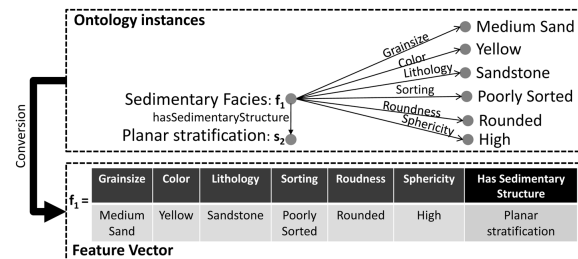 Ontology instances
Grainsize
Medium Sand
Color
Yellow
Lithology
Sandstone
Sedimentary Facies: f1
Sorting
Poorly Sorted
hasSedimentaryStructure
Roundness
Rounded
Planar stratification: s2
Sphericity
High
Conversion
f1 =
Grainsize Color Lithology Sorting Roudness Sphericity Has Sedimentary
Structure
Medium Yellow Sandstone Poorly Rounded High Planar
Sand Sorted stratification
Feature Vector